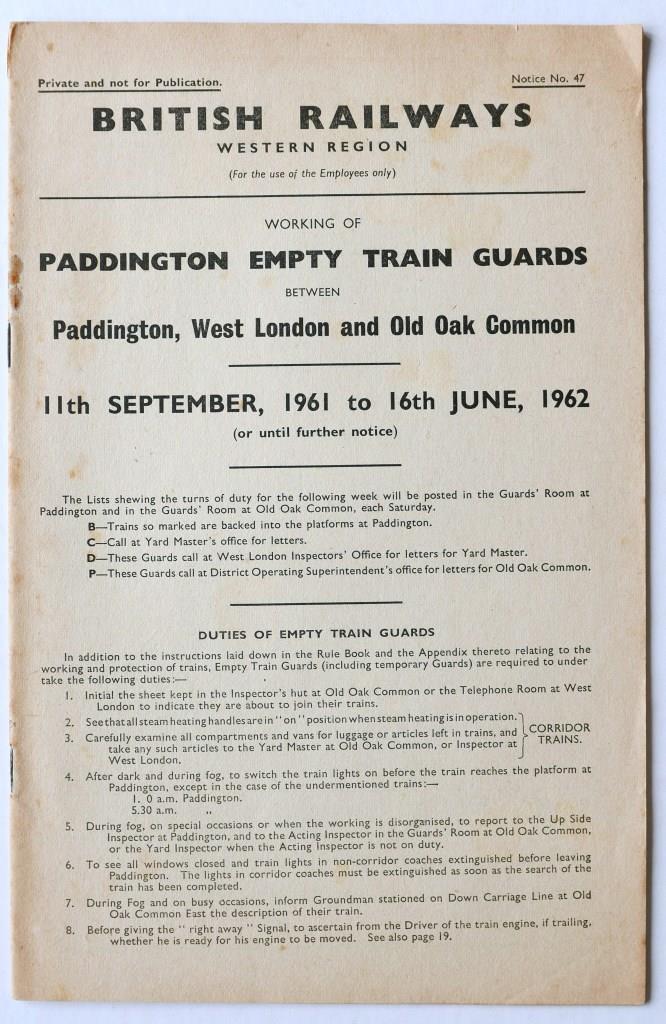 Private and not for Publication.
Notice No. 47
BRITISH RAILWAYS
WESTERN REGION
(For the use of the Employees only)
WORKING OF
PADDINGTON EMPTY TRAIN GUARDS
BETWEEN
Paddington, West London and Old Oak Common
11th SEPTEMBER, 1961 to 16th JUNE, 1962
(or until further notice)
The Lists shewing the turns of duty for the following week will be posted in the Guards' Room at
Paddington and in the Guards' Room at Old Oak Common, each Saturday.
B—Trains so marked are backed into the platforms at Paddington.
C—Call at Yard Master's office for letters.
D—These Guards call at West London Inspectors' Office for letters for Yard Master.
P—These Guards call at District Operating Superintendent's office for letters for Old Oak Common.
DUTIES OF EMPTY TRAIN GUARDS
In addition to the instructions laid down in the Rule Book and the Appendix thereto relating to the
working and protection of trains, Empty Train Guards (including temporary Guards) are required to under
take the following duties:—
1. Initial the sheet kept in the Inspector's hut at Old Oak Common or the Telephone Room at West
London to indicate they are about to join their trains.
2. See that all steam heating handles are in "on" position when steam heating is in operation.
3. Carefully examine all compartments and vans for luggage or articles left in trains, and
take any such articles to the Yard Master at Old Oak Common, or Inspector at
West London.
CORRIDOR
TRAINS.
4. After dark and during fog, to switch the train lights on before the train reaches the platform at
Paddington, except in the case of the undermentioned trains:—
1. 0 a.m. Paddington.
5.30 a.m. ,,
5. During fog, on special occasions or when the working is disorganised, to report to the Up Side
Inspector at Paddington, and to the Acting Inspector in the Guards' Room at Old Oak Common,
or the Yard Inspector when the Acting Inspector is not on duty.
6. To see all windows closed and train lights in non-corridor coaches extinguished before leaving
Paddington. The lights in corridor coaches must be extinguished as soon as the search of the
train has been completed.
7. During Fog and on busy occasions, inform Groundman stationed on Down Carriage Line at Old
Oak Common East the description of their train.
8. Before giving the "right away" Signal, to ascertain from the Driver of the train engine, if trailing,
whether he is ready for his engine to be moved. See also page 19.